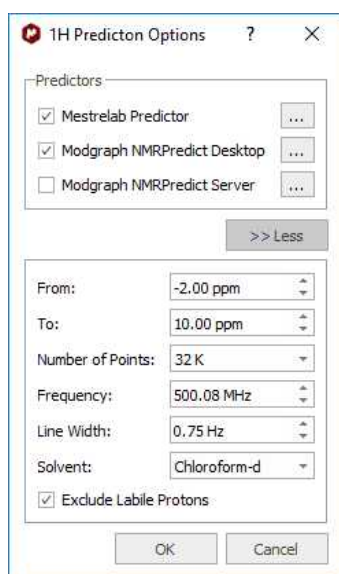 1H Predicton Options ?
Predictors
Mestrelab Predictor ...
Modgraph NMRPredict Desktop ...
Modgraph NMRPredict Server ...
>> Less
From: -2.00 ppm
To: 10.00 ppm
Number of Points: 32 K
Frequency: 500.08 MHz
Line Width: 0.75 Hz
Solvent: Chloroform-d
Exclude Labile Protons
OK Cancel